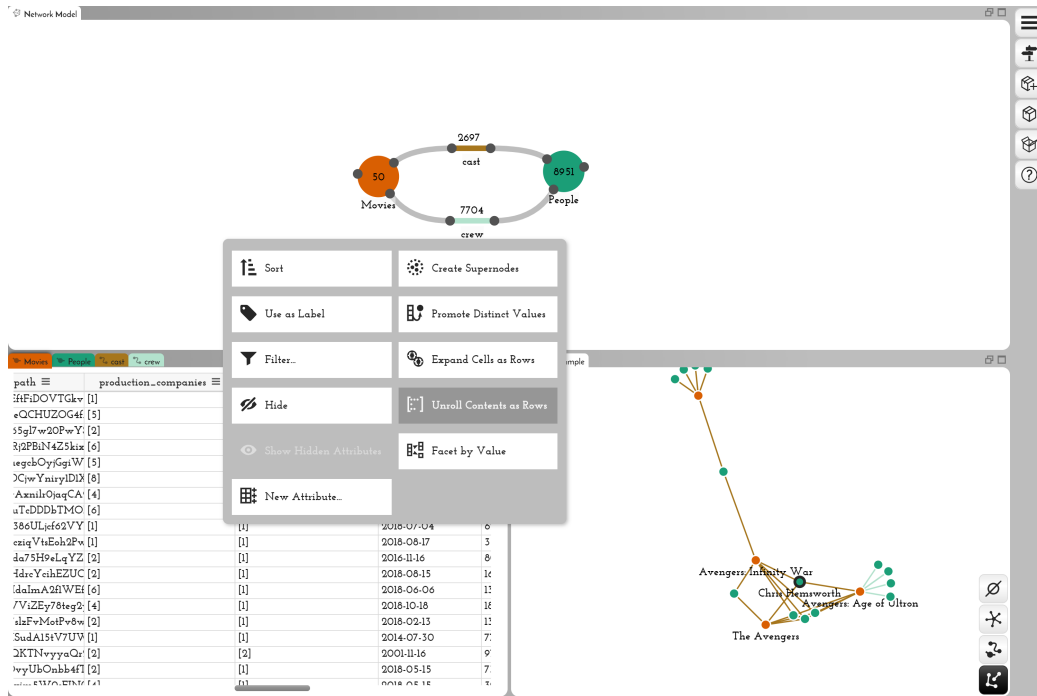 Network Model
2697
cast
50
8951
Movies
People
7704
crew
Sort
Create Supernodes
Use as Label
Promote Distinct Values
Filter...
Expand Cells as Rows
Hide
Unroll Contents as Rows
Show Hidden Attributes
Facet by Value
New Attribute...
Movies People cast crew
path production_companies
[1]
[5]
[2]
[6]
[5]
[8]
[4]
[6]
[1] [1] 2018-07-04
[1] [1] 2018-08-17
[2] [1] 2016-11-16
[2] [1] 2018-08-15
[6] [1] 2018-06-06
[4] [1] 2018-10-18
[2] [1] 2018-02-13
[1] [1] 2014-07-30
[2] [2] 2001-11-16
[2] [1] 2018-05-15
Avengers: Infinity War
Chris Hemsworth
Avengers: Age of Ultron
The Avengers